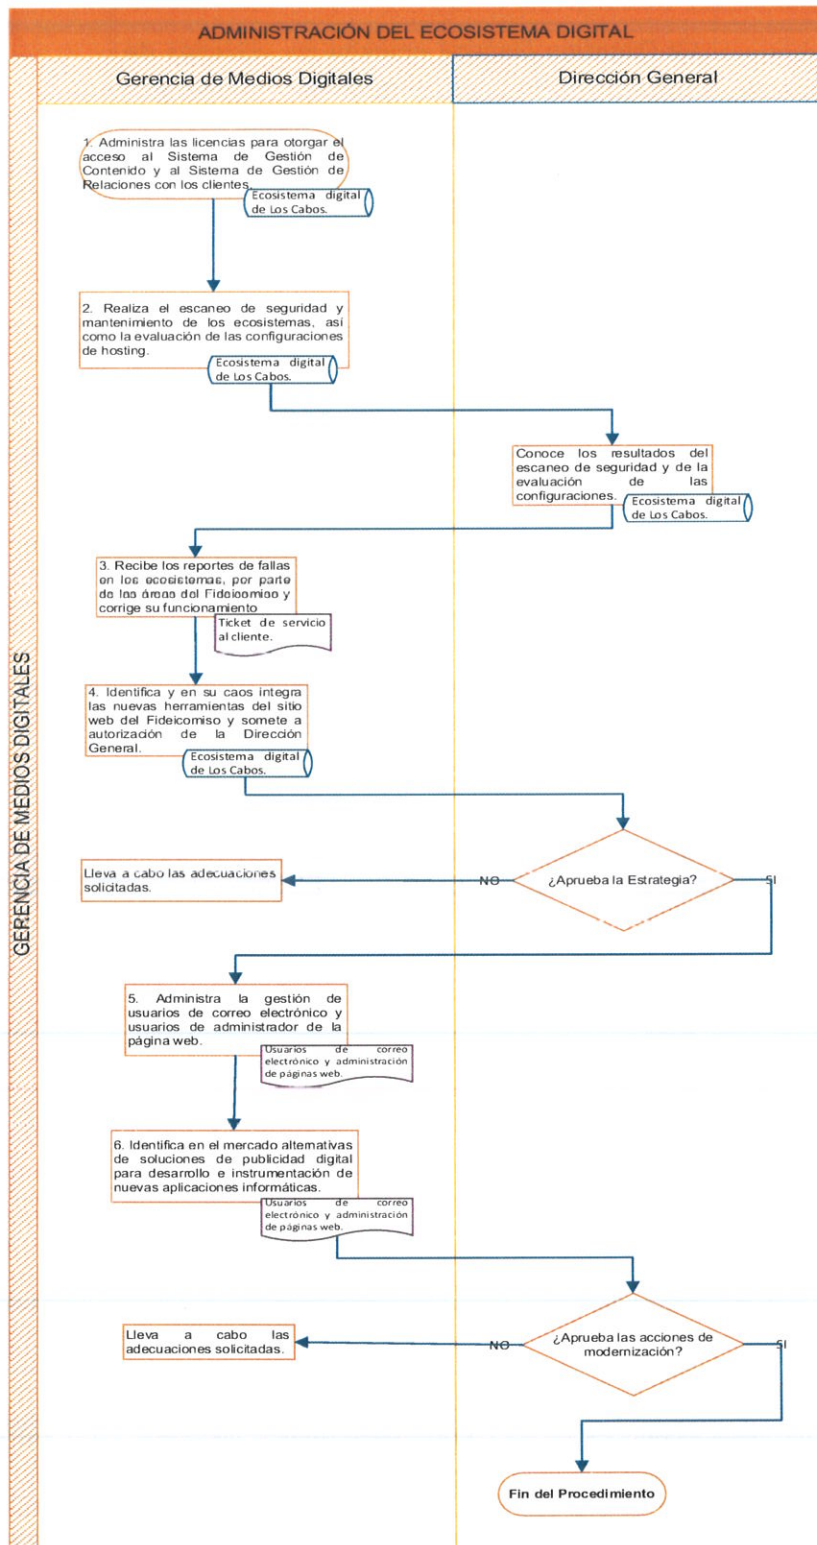 ADMINISTRACIÓN DEL ECOSISTEMA DIGITAL
Gerencia de Medios Digitales
Dirección General
GERENCIA DE MEDIOS DIGITALES
1. Administra las licencias para otorgar el
acceso al Sistema de Gestión de
Contenido y al Sistema de Gestión de
Relaciones con los clientes.
Ecosistema digital
de Los Cabos.
2. Realiza el escaneo de seguridad y
mantenimiento de los ecosistemas, así
como la evaluación de las configuraciones
de hosting.
Ecosistema digital
de Los Cabos.
Conoce los resultados del
escaneo de seguridad y de la
evaluación de las
configuraciones.
Ecosistema digital
de Los Cabos.
3. Recibe los reportes de fallas
en los ecosistemas, por parte
de las áreas del Fideicomiso y
corrige su funcionamiento
Ticket de servicio
al cliente.
4. Identifica y en su caos integra
las nuevas herramientas del sitio
web del Fideicomiso y somete a
autorización de la Dirección
General.
Ecosistema digital
de Los Cabos.
¿Aprueba la Estrategia?
NO
SI
Lleva a cabo las adecuaciones
solicitadas.
5. Administra la gestión de
usuarios de correo electrónico y
usuarios de administrador de la
página web.
Usuarios de correo
electrónico y administración
de páginas web.
6. Identifica en el mercado alternativas
de soluciones de publicidad digital
para desarrollo e instrumentación de
nuevas aplicaciones informáticas.
Usuarios de correo
electrónico y administración
de páginas web.
¿Aprueba las acciones de
modernización?
NO
SI
Lleva a cabo las
adecuaciones solicitadas.
Fin del Procedimiento